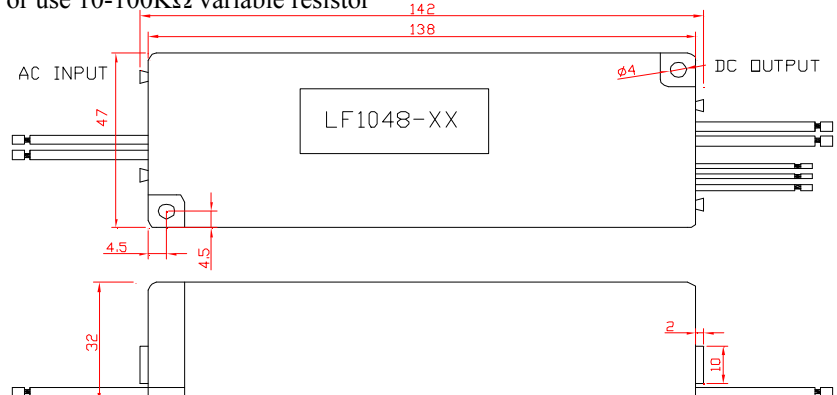 or use 10-100KΩ variable resistor
142
138
AC INPUT
ø4
DC OUTPUT
47
LF1048-XX
4.5
4.5
32
2
10